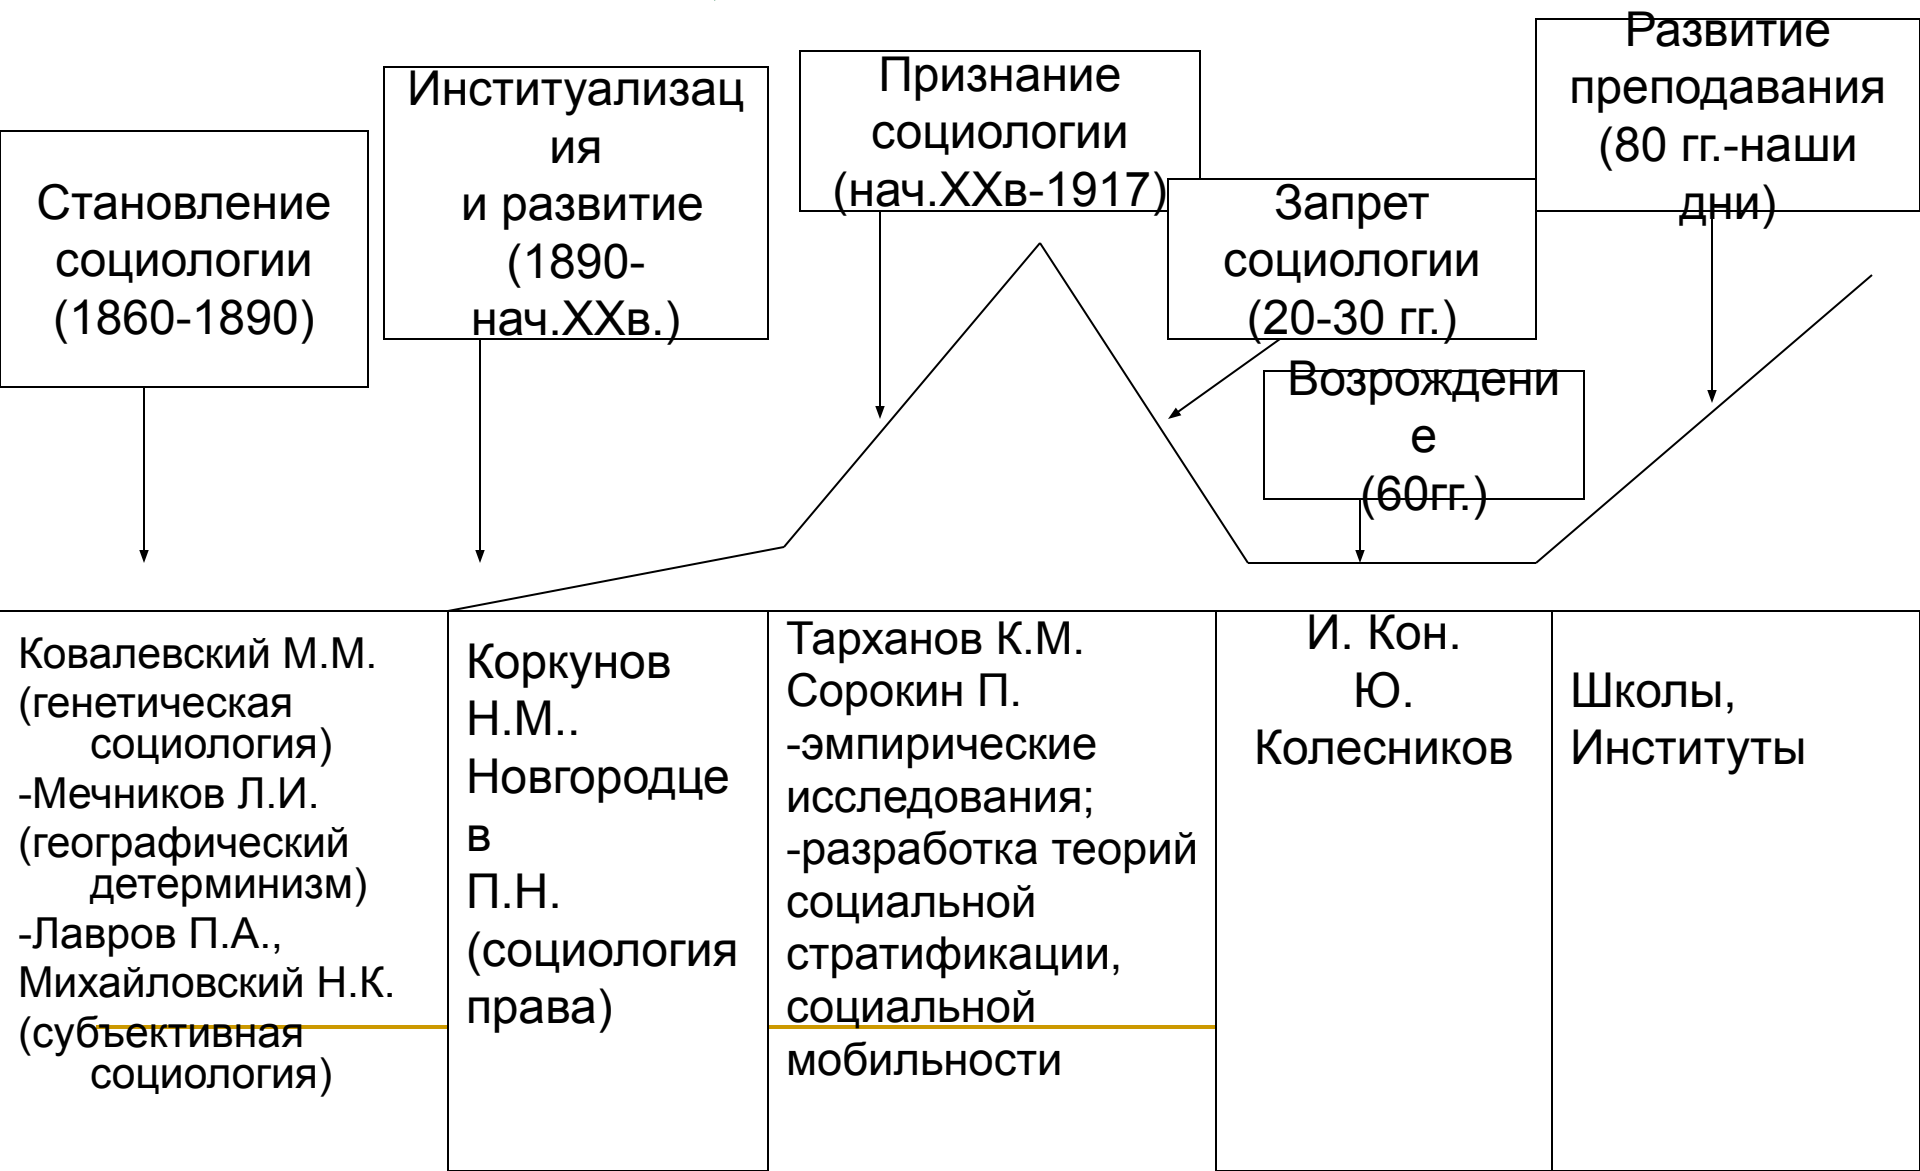 Становление
социологии
(1860-1890)
Институализац
ия
и развитие
(1890-
нач.XXв.)
Признание
социологии
(нач.XXв-1917)
Запрет
социологии
(20-30 гг.)
Возрождени
е
(60гг.)
Развитие
преподавания
(80 гг.-наши
дни)
Ковалевский М.М.
(генетическая
социология)
-Мечников Л.И.
(географический
детерминизм)
-Лавров П.А.,
Михайловский Н.К.
(субъективная
социология)
Коркунов
Н.М..
Новгородце
в
П.Н.
(социология
права)
Тарханов К.М.
Сорокин П.
-эмпирические
исследования;
-разработка теорий
социальной
стратификации,
социальной
мобильности
И. Кон.
Ю.
Колесников
Школы,
Институты